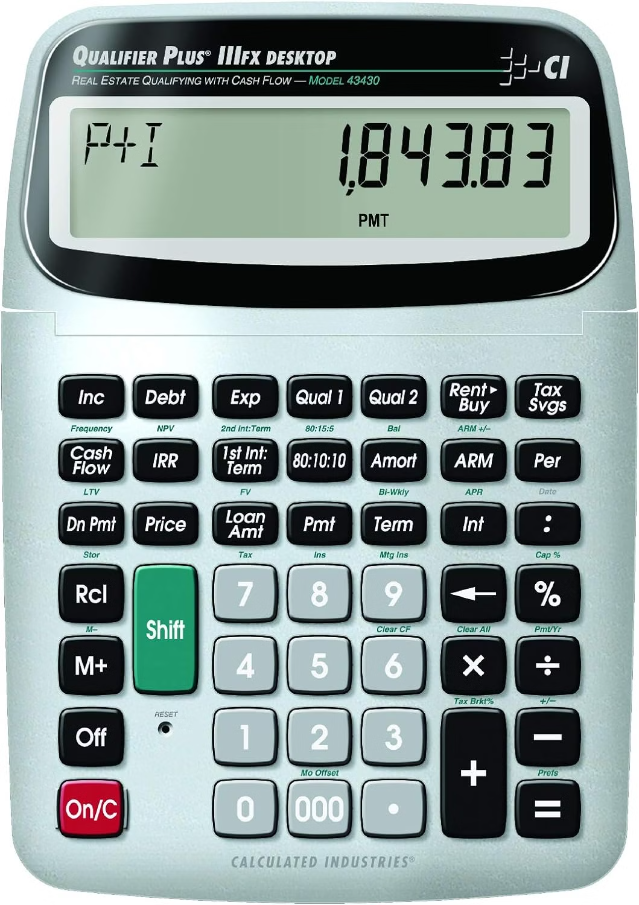 QUALIFIER PLUS® IIIFX DESKTOP
REAL ESTATE QUALIFYING WITH CASH FLOW — MODEL 43430
CI
P+I 1,843.83
PMT
Inc Debt Exp Qual 1 Qual 2 Rent▸Buy Tax Svgs
Frequency NPV 2nd Int:Term 80:15:5 Bal ARM +/–
Cash Flow IRR 1st Int:Term 80:10:10 Amort ARM Per
LTV FV Bi-Wkly APR Date
Dn Pmt Price Loan Amt Pmt Term Int :
Stor Tax Ins Mtg Ins Cap %
Rcl Shift 7 8 9 ← %
M– Clear CF Clear All Pmt/Yr
M+ 4 5 6 × ÷
RESET Tax Brkt% +/–
Off 1 2 3 + –
Mo Offset Prefs
On/C 0 000 • =
CALCULATED INDUSTRIES®